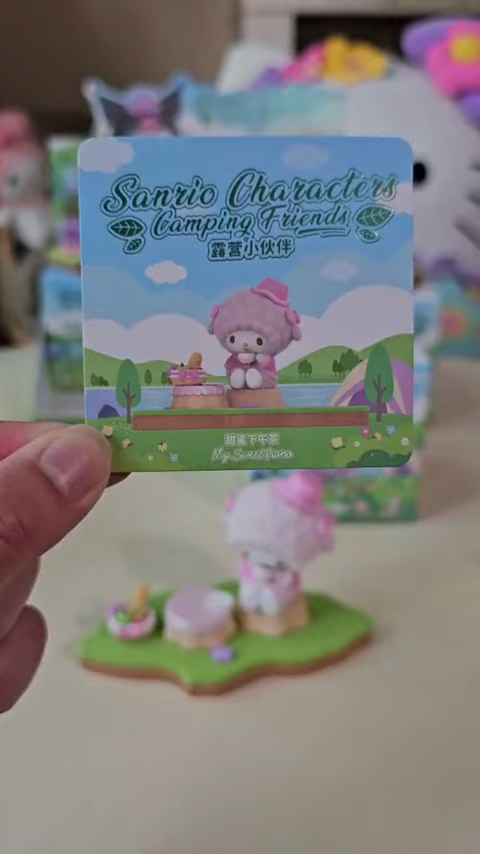 Sanrio Characters
Camping Friends
露营小伙伴
甜蜜下午茶
My Sweet Piano